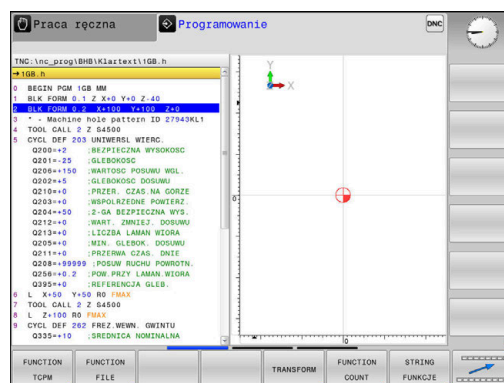 Praca ręczna
Programowanie
DNC
TNC:\nc_prog\BHB\Klartext\1GB.h
→1GB.h
0 BEGIN PGM 1GB MM
1 BLK FORM 0.1 Z X+0 Y+0 Z-40
2 BLK FORM 0.2 X+100 Y+100 Z+0
3 * - Machine hole pattern ID 27943KL1
4 TOOL CALL 2 Z S4500
5 CYCL DEF 203 UNIWERSL WIERC.
Q200=+2 ;BEZPIECZNA WYSOKOSC
Q201=-25 ;GLEBOKOSC
Q206=+150 ;WARTOSC POSUWU WGL.
Q202=+5 ;GLEBOKOSC DOSUWU
Q210=+0 ;PRZER. CZAS.NA GORZE
Q203=+0 ;WSPOLRZEDNE POWIERZ.
Q204=+50 ;2-GA BEZPIECZNA WYS.
Q212=+0 ;WART. ZMNIEJ. DOSUWU
Q213=+0 ;LICZBA LAMAN WIORA
Q205=+0 ;MIN. GLEBOK. DOSUWU
Q211=+0 ;PRZERWA CZAS. DNIE
Q208=+99999 ;POSUW RUCHU POWROTN.
Q256=+0.2 ;POW.PRZY LAMAN.WIORA
Q395=+0 ;REFERENCJA GLEB.
6 L X+50 Y+50 R0 FMAX
7 TOOL CALL 2 Z S4500
8 L Z+100 R0 FMAX
9 CYCL DEF 262 FREZ.WEWN. GWINTU
Q335=+10 ;SREDNICA NOMINALNA
Y
X
0
0
FUNCTION TCPM
FUNCTION FILE
TRANSFORM
FUNCTION COUNT
STRING FUNKCJE